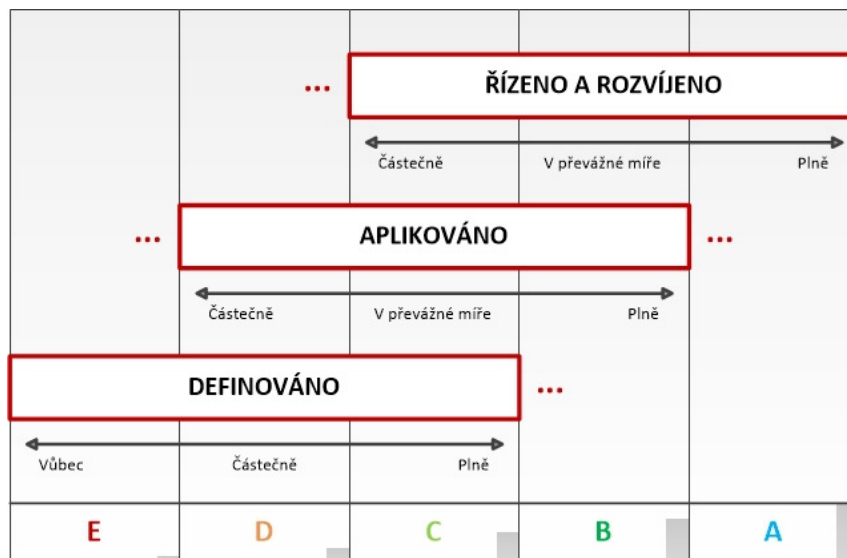 ... ŘÍZENO A ROZVÍJENO
Částečně V převážné míře Plně
... APLIKOVÁNO ...
Částečně V převážné míře Plně
DEFINOVÁNO ...
Vůbec Částečně Plně
E D C B A